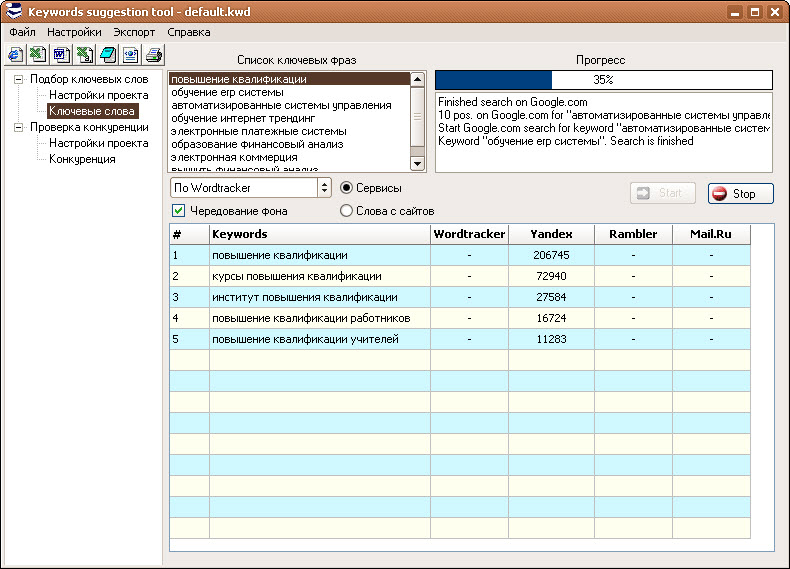 Keywords suggestion tool - default.kwd
Файл Настройки Экспорт Справка
Подбор ключевых слов
Настройки проекта
Ключевые слова
Проверка конкуренции
Настройки проекта
Конкуренция
Список ключевых фраз
повышение квалификации
обучение erp системы
автоматизированные системы управления
обучение интернет трендинг
электронные платежные системы
образование финансовый анализ
электронная коммерция
Прогресс
35%
Finished search on Google.com
10 pos. on Google.com for "автоматизированные системы управле
Start Google.com search for keyword "автоматизированные систем
Keyword "обучение erp системы". Search is finished
По Wordtracker
Сервисы
Start
Stop
Чередование фона
Слова с сайтов
# Keywords Wordtracker Yandex Rambler Mail.Ru
1 повышение квалификации - 206745 - -
2 курсы повышения квалификации - 72940 - -
3 институт повышения квалификации - 27584 - -
4 повышение квалификации работников - 16724 - -
5 повышение квалификации учителей - 11283 - -